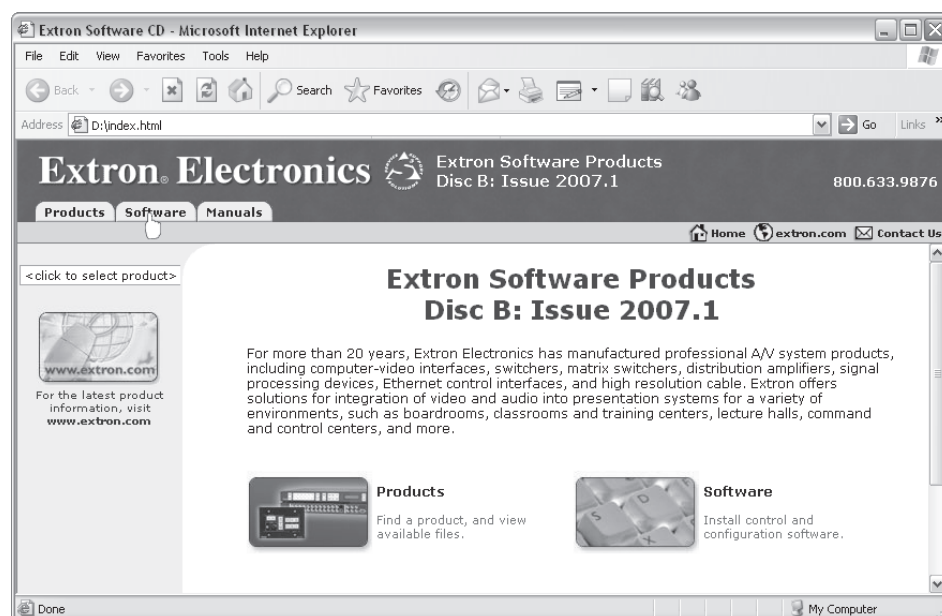 Extron Software CD - Microsoft Internet Explorer
File Edit View Favorites Tools Help
Back Search Favorites
Address D:\index.html Go Links »
Extron® Electronics
Extron Software Products
Disc B: Issue 2007.1
800.633.9876
Products Software Manuals
Home extron.com Contact Us
<click to select product>
www.extron.com
For the latest product
information, visit
www.extron.com
Extron Software Products
Disc B: Issue 2007.1
For more than 20 years, Extron Electronics has manufactured professional A/V system products,
including computer-video interfaces, switchers, matrix switchers, distribution amplifiers, signal
processing devices, Ethernet control interfaces, and high resolution cable. Extron offers
solutions for integration of video and audio into presentation systems for a variety of
environments, such as boardrooms, classrooms and training centers, lecture halls, command
and control centers, and more.
Products
Find a product, and view
available files.
S D X
Software
Install control and
configuration software.
Done My Computer